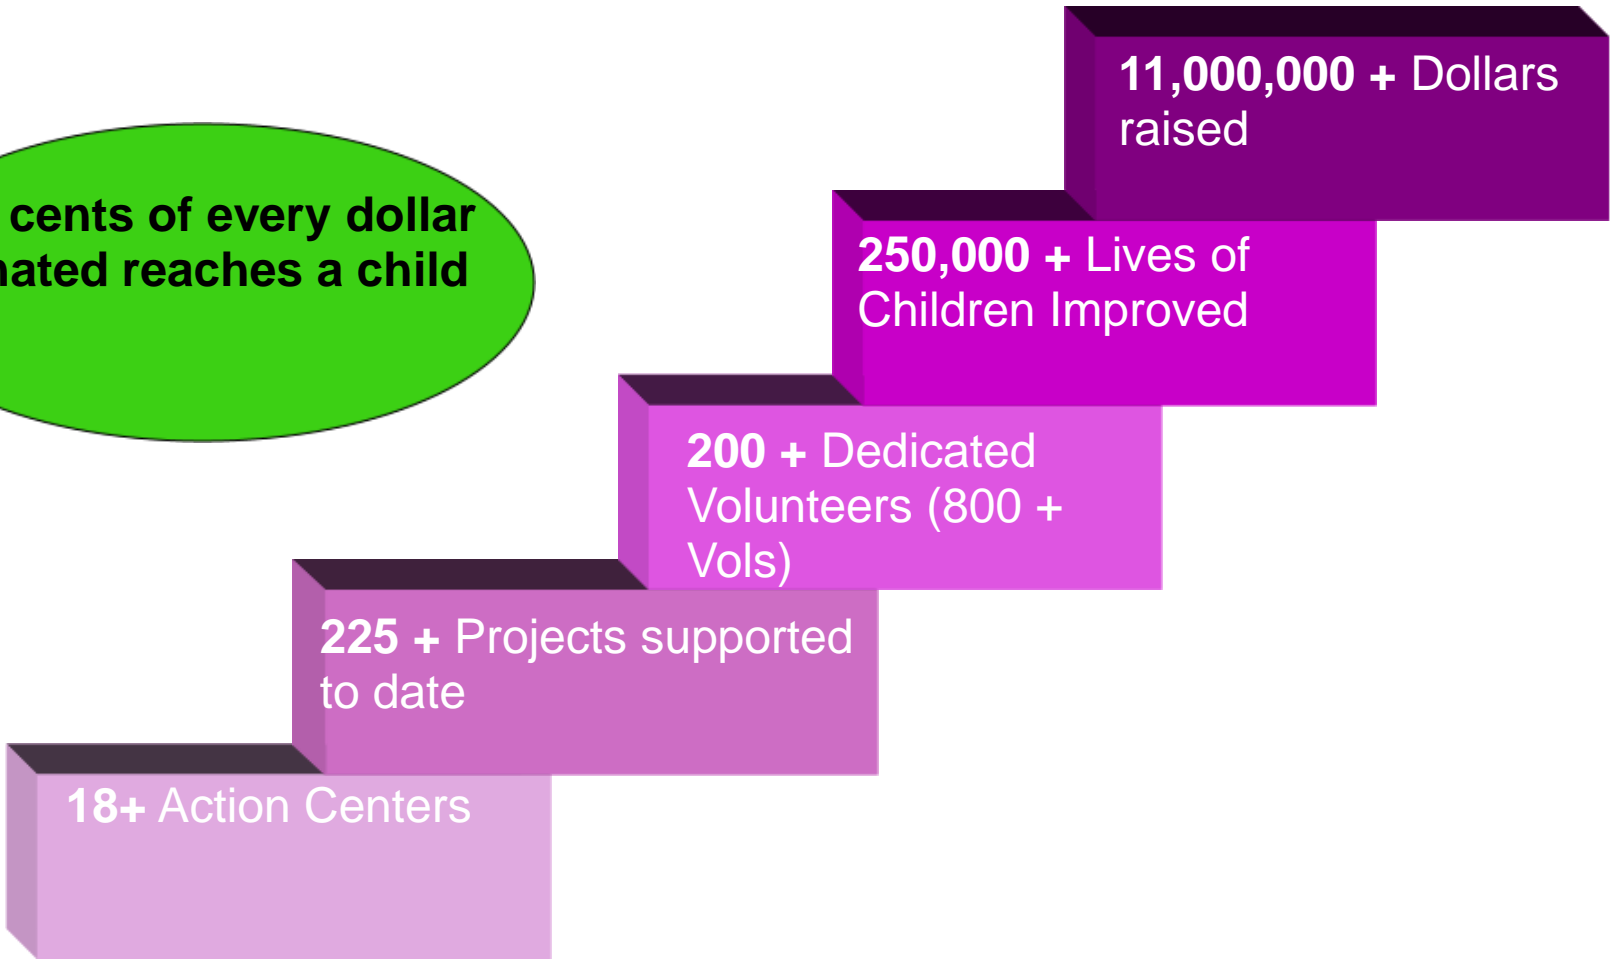 11,000,000 + Dollars
raised
cents of every dollar
reaches a child
250,000 + Lives of
Children Improved
200 + Dedicated
Volunteers (800 +
Vols)
225 + Projects supported
to date
18+ Action Centers